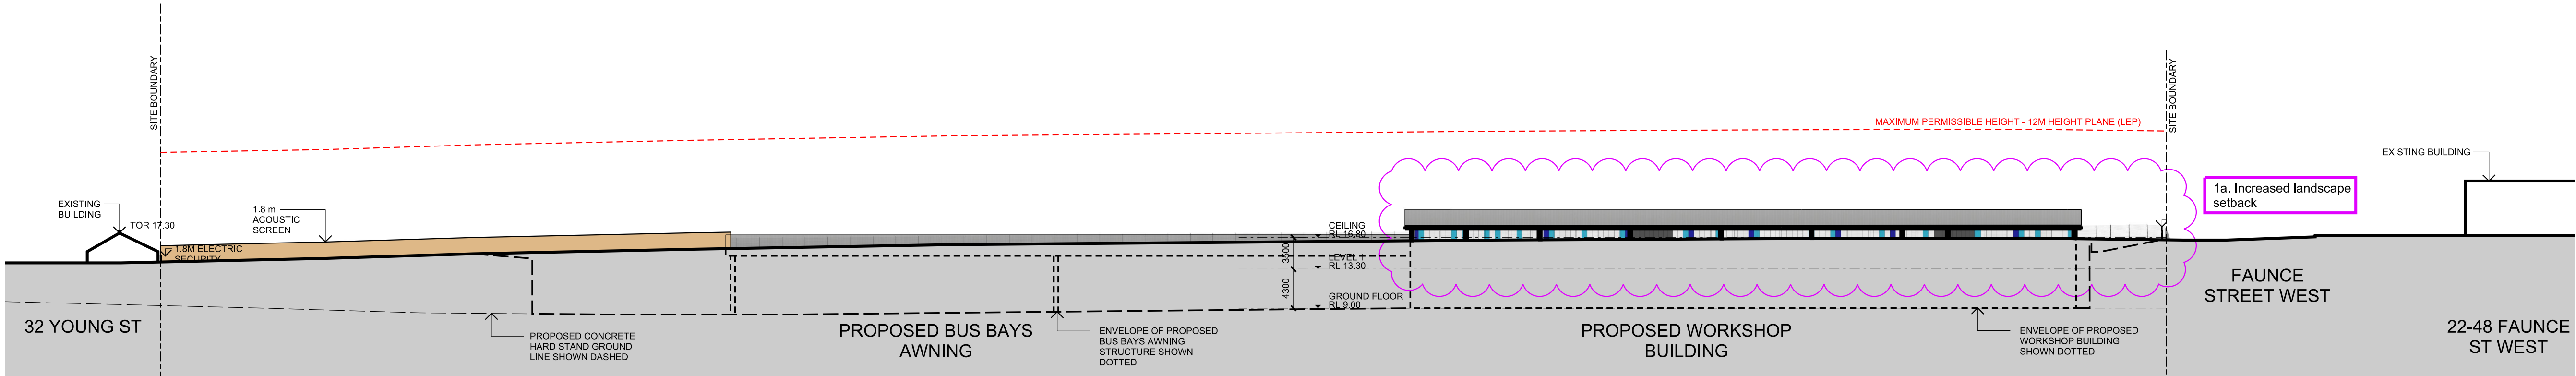 SITE BOUNDARY
SITE BOUNDARY
MAXIMUM PERMISSIBLE HEIGHT - 12M HEIGHT PLANE (LEP)
EXISTING BUILDING
1a. Increased landscape
setback
EXISTING
BUILDING
TOR 17.30
1.8 m
ACOUSTIC
SCREEN
1.8M ELECTRIC
SECURITY
CEILING
RL 16.80
3500
LEVEL 1
RL 13.30
4300
GROUND FLOOR
RL 9.00
FAUNCE
STREET WEST
32 YOUNG ST
PROPOSED CONCRETE
HARD STAND GROUND
LINE SHOWN DASHED
PROPOSED BUS BAYS
AWNING
ENVELOPE OF PROPOSED
BUS BAYS AWNING
STRUCTURE SHOWN
DOTTED
PROPOSED WORKSHOP
BUILDING
ENVELOPE OF PROPOSED
WORKSHOP BUILDING
SHOWN DOTTED
22-48 FAUNCE
ST WEST